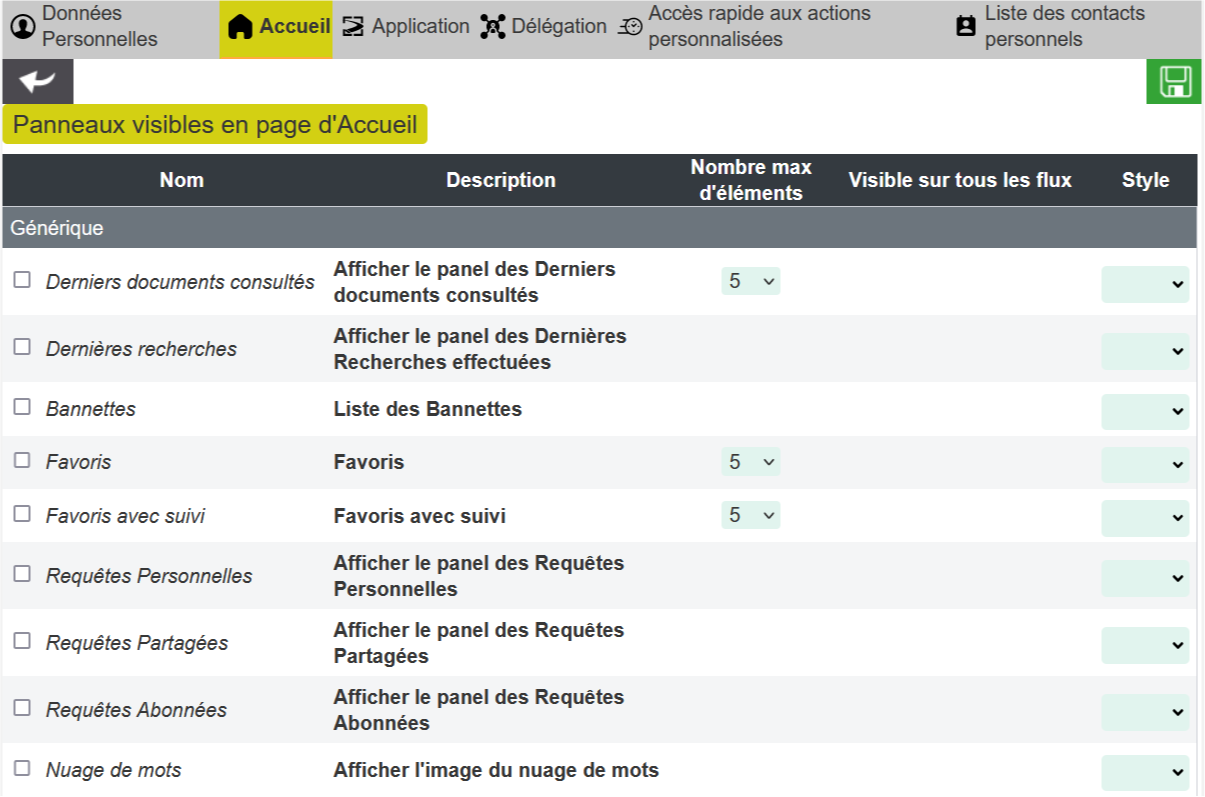 Données
Personnelles
Accueil
Application
Délégation
Accès rapide aux actions
personnalisées
Liste des contacts
personnels
Panneaux visibles en page d'Accueil
Nom
Description
Nombre max
d'éléments
Visible sur tous les flux
Style
Générique
Derniers documents consultés
Afficher le panel des Derniers
documents consultés
5
Dernières recherches
Afficher le panel des Dernières
Recherches effectuées
Bannettes
Liste des Bannettes
Favoris
Favoris
5
Favoris avec suivi
Favoris avec suivi
5
Requêtes Personnelles
Afficher le panel des Requêtes
Personnelles
Requêtes Partagées
Afficher le panel des Requêtes
Partagées
Requêtes Abonnées
Afficher le panel des Requêtes
Abonnées
Nuage de mots
Afficher l'image du nuage de mots